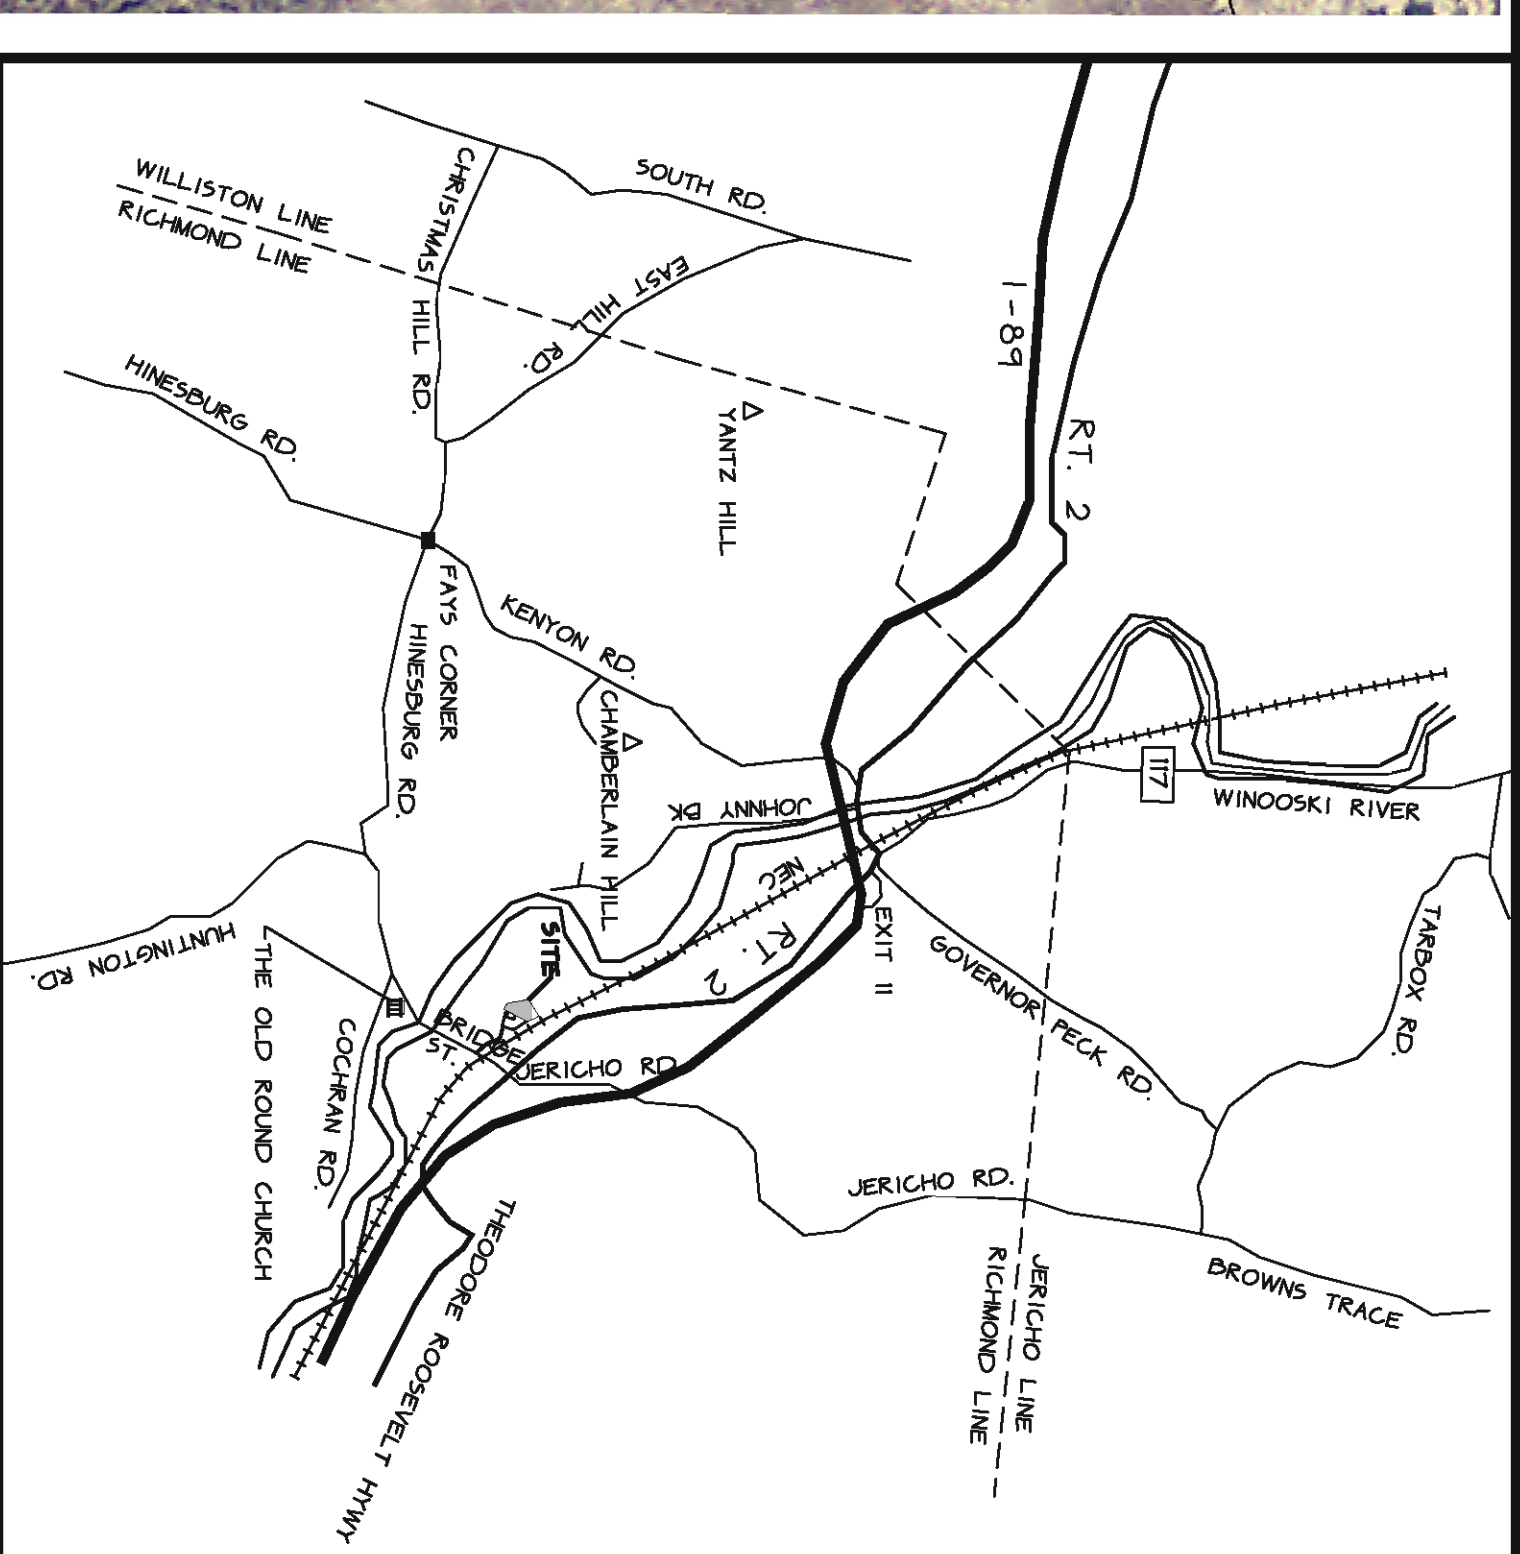 SOUTH RD.
CHRISTMAS HILL RD.
WILLISTON LINE
RICHMOND LINE
EAST HILL RD.
I-89
RT. 2
HINESBURG RD.
YANTZ HILL
FAYS CORNER
HINESBURG RD.
KENYON RD.
CHAMBERLAIN HILL
JOHNNY BK
117
WINOOSKI RIVER
NEC
RT. 2
EXIT 11
GOVERNOR PECK RD.
TARBOX RD.
HUNTINGTON RD.
THE OLD ROUND CHURCH
SITE
BRIDGE
ST.
JERICHO RD.
COCHRAN RD.
JERICHO RD.
BROWNS TRACE
JERICHO LINE
RICHMOND LINE
THEODORE ROOSEVELT HYWY